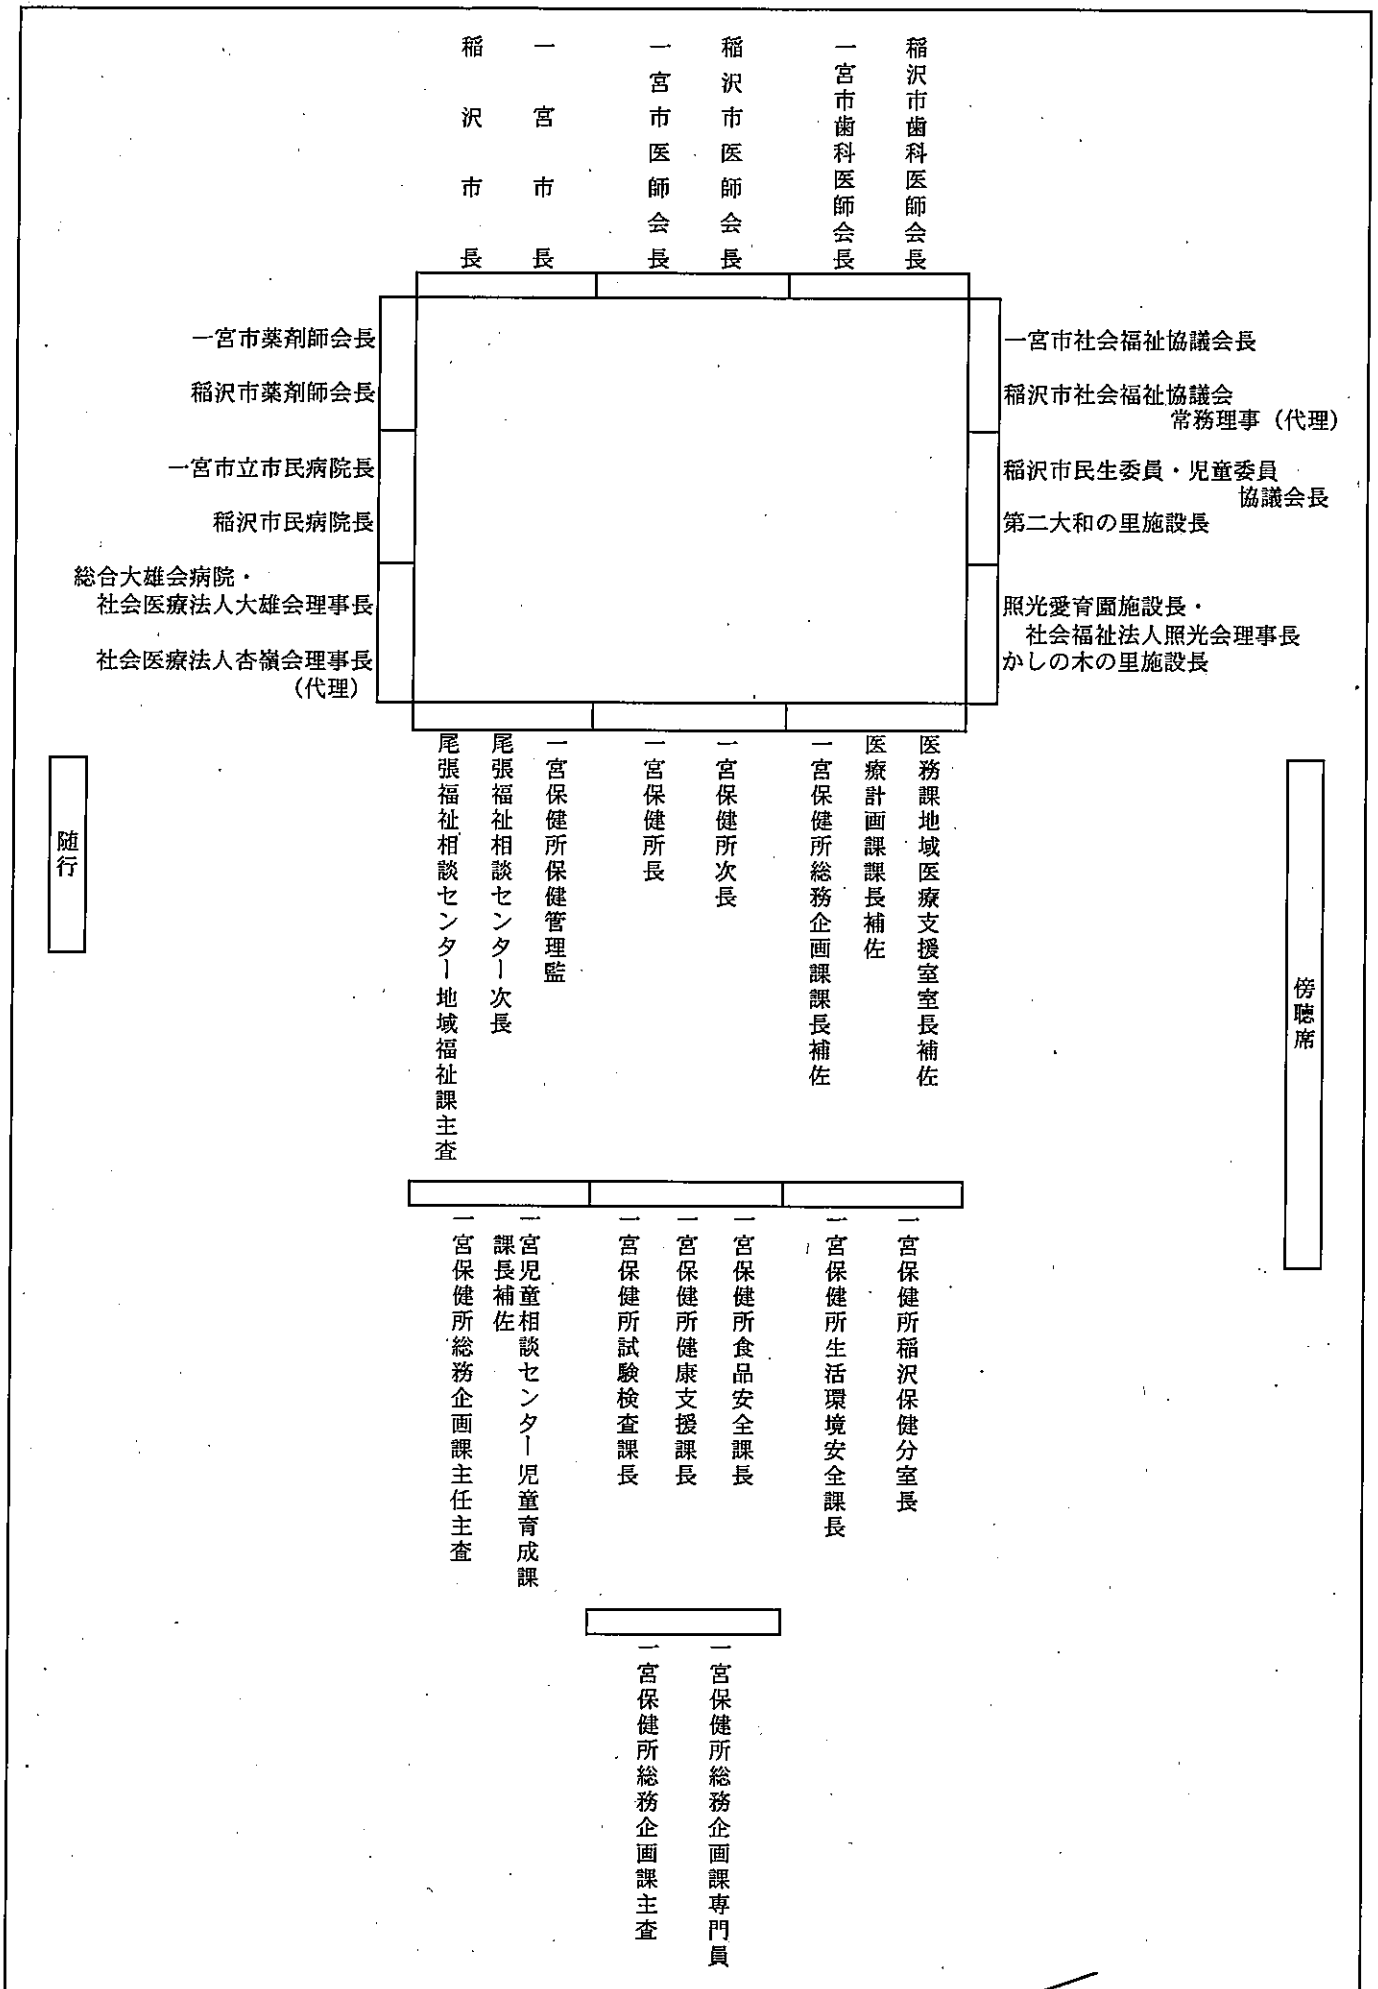 稲沢市長
一宮市長
一宮市医師会長
稲沢市医師会長
一宮市歯科医師会長
稲沢市歯科医師会長
一宮市薬剤師会長
稲沢市薬剤師会長
一宮市立市民病院長
稲沢市民病院長
総合大雄会病院・
社会医療法人大雄会理事長
社会医療法人杏嶺会理事長
（代理）
一宮市社会福祉協議会長
稲沢市社会福祉協議会
常務理事（代理）
稲沢市民生委員・児童委員
協議会長
第二大和の里施設長
照光愛育園施設長・
社会福祉法人照光会理事長
かしの木の里施設長
尾張福祉相談センター地域福祉課主査
尾張福祉相談センター次長
一宮保健所保健管理監
一宮保健所長
一宮保健所次長
一宮保健所総務企画課課長補佐
医療計画課課長補佐
医務課地域医療支援室室長補佐
随行
傍聴席
一宮保健所総務企画課主任主査
一宮児童相談センター児童育成課
課長補佐
一宮保健所試験検査課長
一宮保健所健康支援課長
一宮保健所食品安全課長
一宮保健所生活環境安全課長
一宮保健所稲沢保健分室長
一宮保健所総務企画課主査
一宮保健所総務企画課専門員